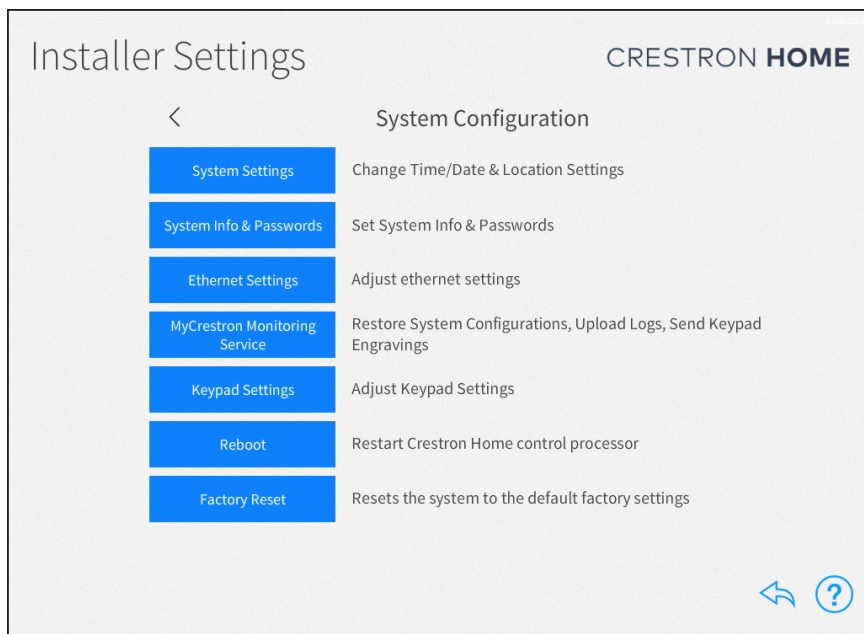 Installer Settings
CRESTRON HOME
System Configuration
System Settings
Change Time/Date & Location Settings
System Info & Passwords
Set System Info & Passwords
Ethernet Settings
Adjust ethernet settings
MyCrestron Monitoring
Service
Restore System Configurations, Upload Logs, Send Keypad
Engravings
Keypad Settings
Adjust Keypad Settings
Reboot
Restart Crestron Home control processor
Factory Reset
Resets the system to the default factory settings
?